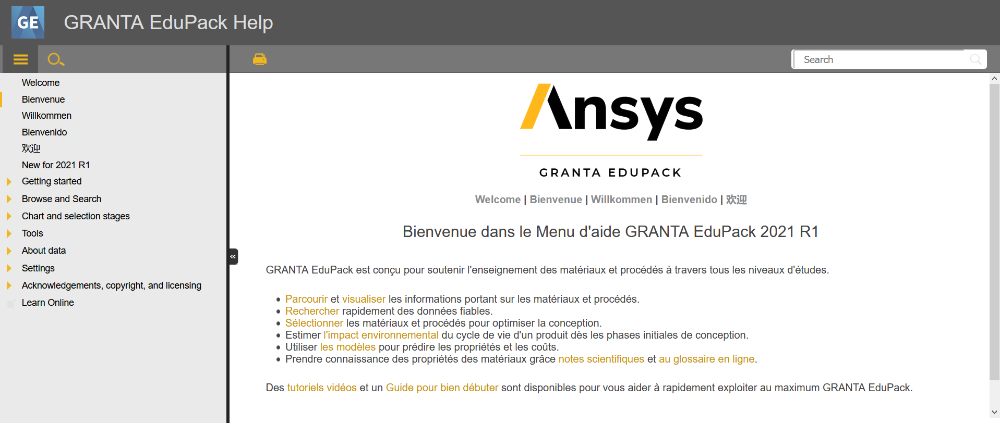 GE GRANTA EduPack Help
Search
Welcome
Bienvenue
Willkommen
Bienvenido
欢迎
New for 2021 R1
Getting started
Browse and Search
Chart and selection stages
Tools
About data
Settings
Acknowledgements, copyright, and licensing
Learn Online
Ansys
GRANTA EDUPACK
Welcome | Bienvenue | Willkommen | Bienvenido | 欢迎
Bienvenue dans le Menu d'aide GRANTA EduPack 2021 R1
GRANTA EduPack est conçu pour soutenir l'enseignement des matériaux et procédés à travers tous les niveaux d'études.
• Parcourir et visualiser les informations portant sur les matériaux et procédés.
• Rechercher rapidement des données fiables.
• Sélectionner les matériaux et procédés pour optimiser la conception.
• Estimer l'impact environnemental du cycle de vie d'un produit dès les phases initiales de conception.
• Utiliser les modèles pour prédire les propriétés et les coûts.
• Prendre connaissance des propriétés des matériaux grâce notes scientifiques et au glossaire en ligne.
Des tutoriels vidéos et un Guide pour bien débuter sont disponibles pour vous aider à rapidement exploiter au maximum GRANTA EduPack.